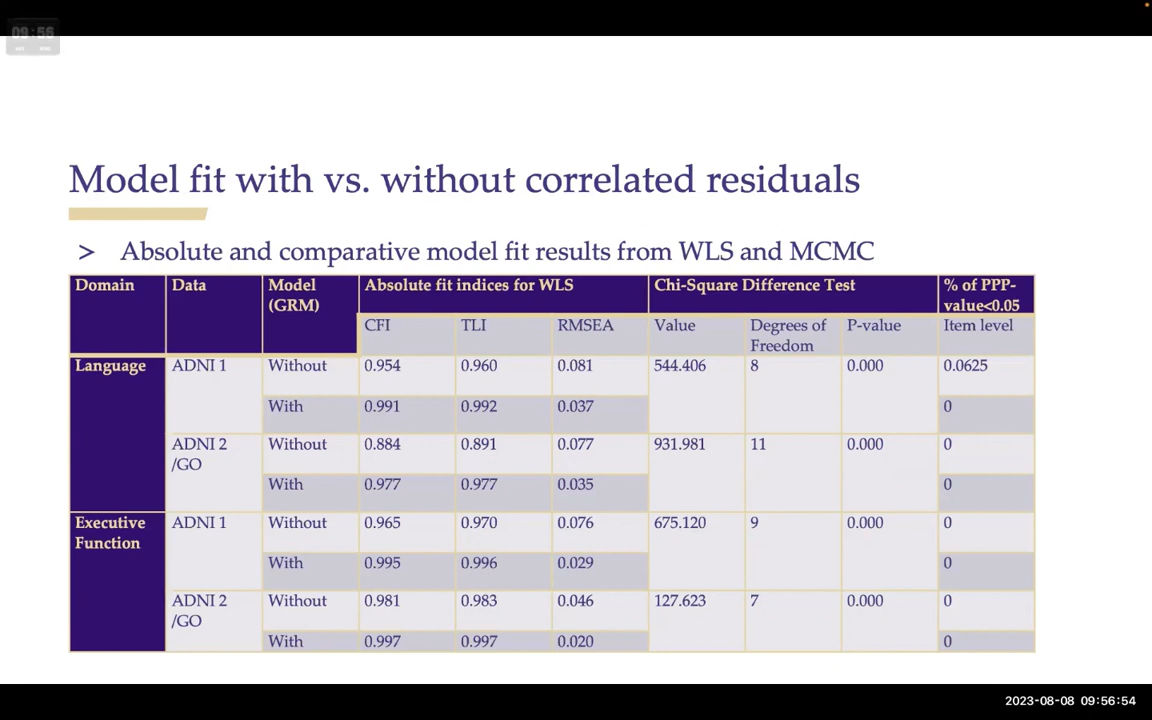 09:56
Model fit with vs. without correlated residuals
> Absolute and comparative model fit results from WLS and MCMC
Domain Data Model (GRM) Absolute fit indices for WLS Chi-Square Difference Test % of PPP-value<0.05
CFI TLI RMSEA Value Degrees of Freedom P-value Item level
Language ADNI 1 Without 0.954 0.960 0.081 544.406 8 0.000 0.0625
With 0.991 0.992 0.037 0
ADNI 2 /GO Without 0.884 0.891 0.077 931.981 11 0.000 0
With 0.977 0.977 0.035 0
Executive Function ADNI 1 Without 0.965 0.970 0.076 675.120 9 0.000 0
With 0.995 0.996 0.029 0
ADNI 2 /GO Without 0.981 0.983 0.046 127.623 7 0.000 0
With 0.997 0.997 0.020 0
2023-08-08 09:56:54